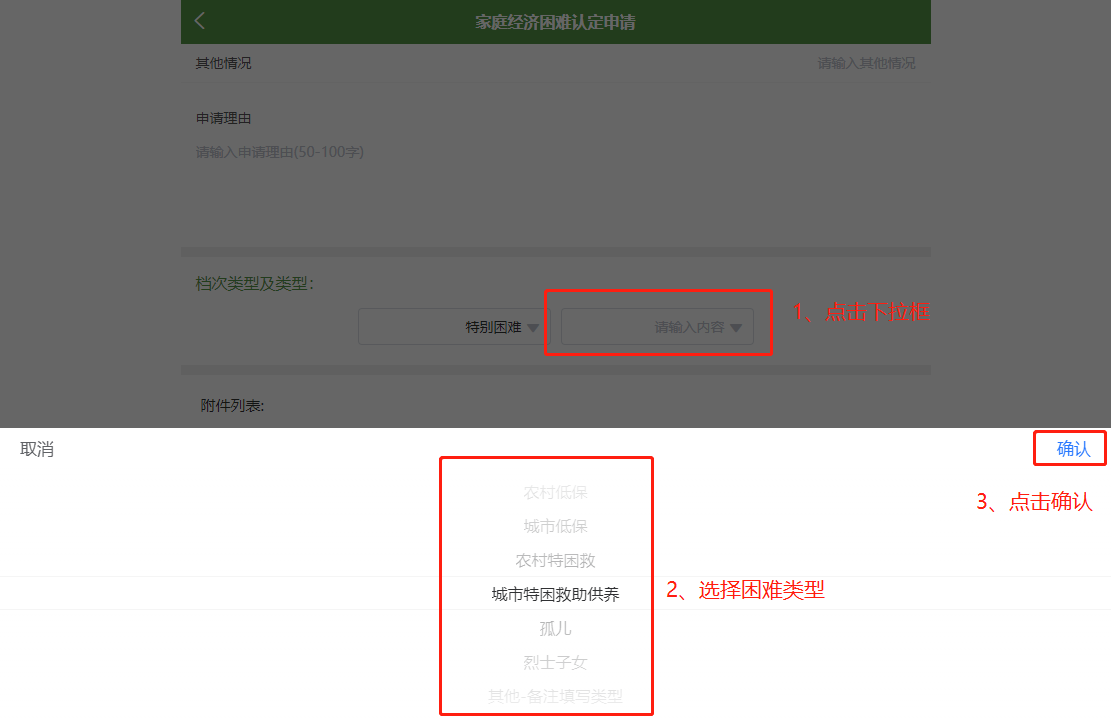 家庭经济困难认定申请
其他情况 请输入其他情况
申请理由
请输入申请理由(50-100字)
档次类型及类型:
特别困难 请输入内容
1、点击下拉框
附件列表:
取消 确认
3、点击确认
农村低保
城市低保
农村特困救
城市特困救助供养
2、选择困难类型
孤儿
烈士子女
其他-备注填写类型